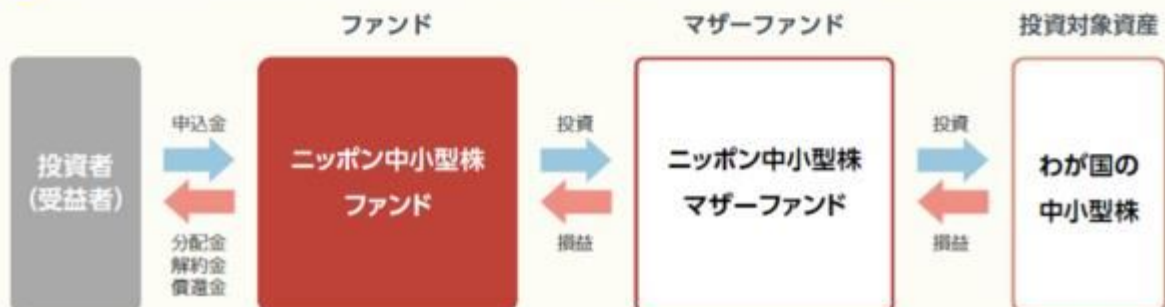 ファンド
マザーファンド
投資対象資産
投資者
(受益者)
申込金
分配金
解約金
償還金
ニッポン中小型株
ファンド
投資
損益
ニッポン中小型株
マザーファンド
投資
損益
わが国の
中小型株